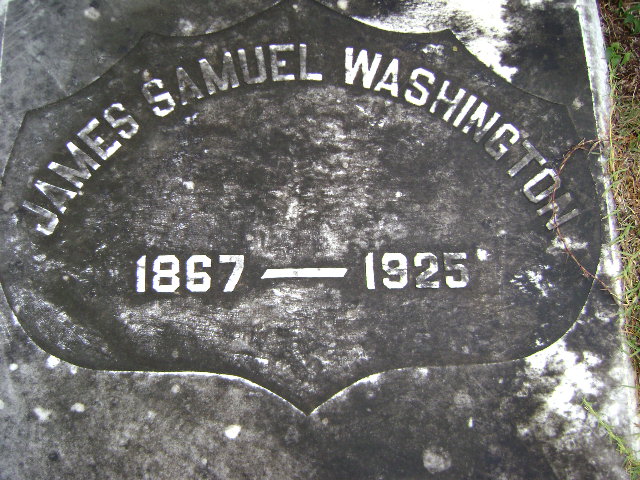 JAMES SAMUEL WASHINGTON
1867 — 1925